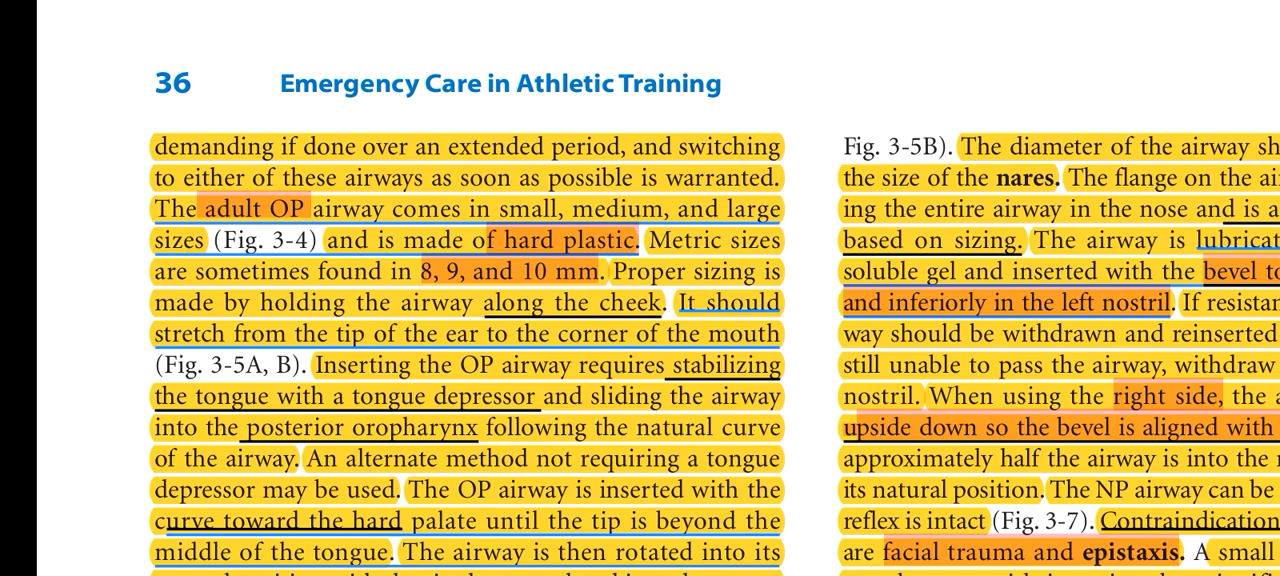 36 Emergency Care in Athletic Training
demanding if done over an extended period, and switching
to either of these airways as soon as possible is warranted.
The adult OP airway comes in small, medium, and large
sizes (Fig. 3-4) and is made of hard plastic. Metric sizes
are sometimes found in 8, 9, and 10 mm. Proper sizing is
made by holding the airway along the cheek. It should
stretch from the tip of the ear to the corner of the mouth
(Fig. 3-5A, B). Inserting the OP airway requires stabilizing
the tongue with a tongue depressor and sliding the airway
into the posterior oropharynx following the natural curve
of the airway. An alternate method not requiring a tongue
depressor may be used. The OP airway is inserted with the
curve toward the hard palate until the tip is beyond the
middle of the tongue. The airway is then rotated into its
Fig. 3-5B). The diameter of the airway sh
the size of the nares. The flange on the ai
ing the entire airway in the nose and is a
based on sizing. The airway is lubricat
soluble gel and inserted with the bevel to
and inferiorly in the left nostril. If resistan
way should be withdrawn and reinserted
still unable to pass the airway, withdraw
nostril. When using the right side, the a
upside down so the bevel is aligned with
approximately half the airway is into the
its natural position. The NP airway can be
reflex is intact (Fig. 3-7). Contraindication
are facial trauma and epistaxis. A small